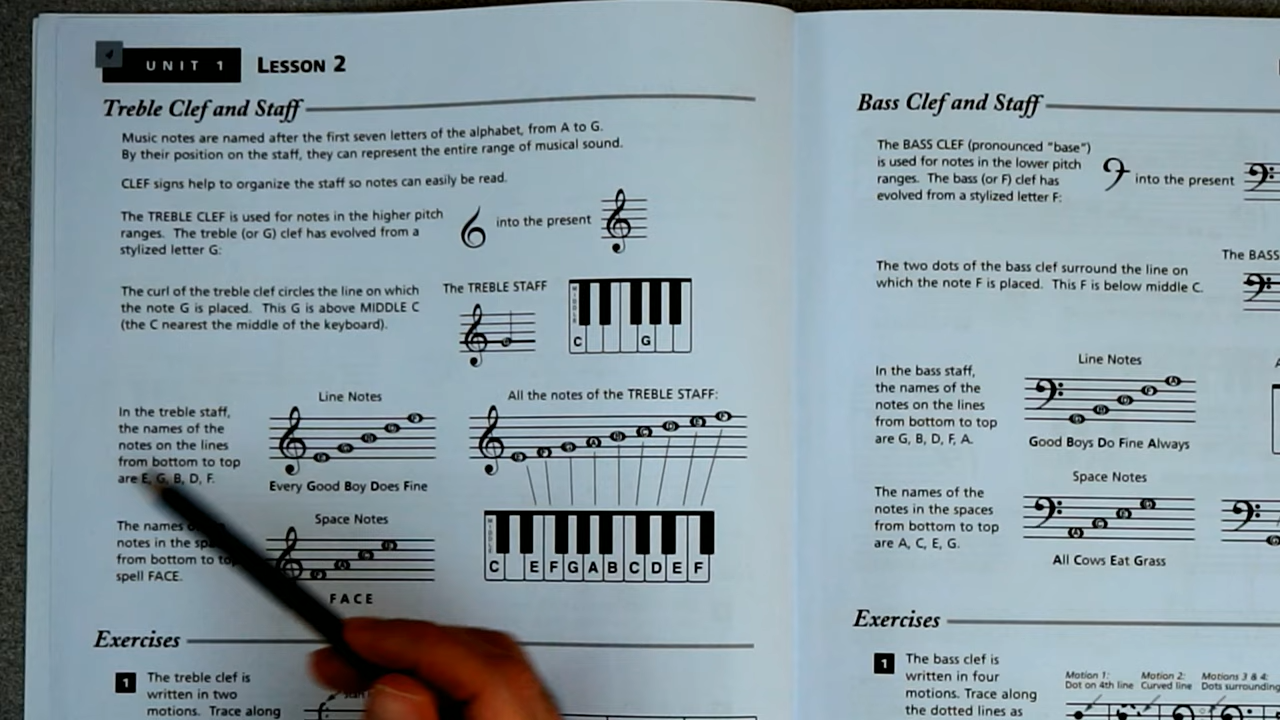 UNIT 1 LESSON 2
Treble Clef and Staff
Music notes are named after the first seven letters of the alphabet, from A to G.
By their position on the staff, they can represent the entire range of musical sound.
CLEF signs help to organize the staff so notes can easily be read.
The TREBLE CLEF is used for notes in the higher pitch
ranges. The treble (or G) clef has evolved from a
stylized letter G:
into the present
The curl of the treble clef circles the line on which
the note G is placed. This G is above MIDDLE C
(the C nearest the middle of the keyboard).
The TREBLE STAFF
MIDDLE
C G
In the treble staff,
the names of the
notes on the lines
from bottom to top
are E, G, B, D, F.
Line Notes
Every Good Boy Does Fine
All the notes of the TREBLE STAFF:
MIDDLE
C E F G A B C D E F
The names
notes in the
from bottom to
spell FACE.
Space Notes
F A C E
Exercises
1 The treble clef is
written in two
motions. Trace along
Bass Clef and Staff
The BASS CLEF (pronounced "base")
is used for notes in the lower pitch
ranges. The bass (or F) clef has
evolved from a stylized letter F:
into the present
The two dots of the bass clef surround the line on
which the note F is placed. This F is below middle C.
The BASS
In the bass staff,
the names of the
notes on the lines
from bottom to top
are G, B, D, F, A.
Line Notes
Good Boys Do Fine Always
The names of the
notes in the spaces
from bottom to top
are A, C, E, G.
Space Notes
All Cows Eat Grass
Exercises
1 The bass clef is
written in four
motions. Trace along
the dotted lines as
Motion 1: Motion 2: Motions 3 & 4:
Dot on 4th line Curved line Dots surrounding